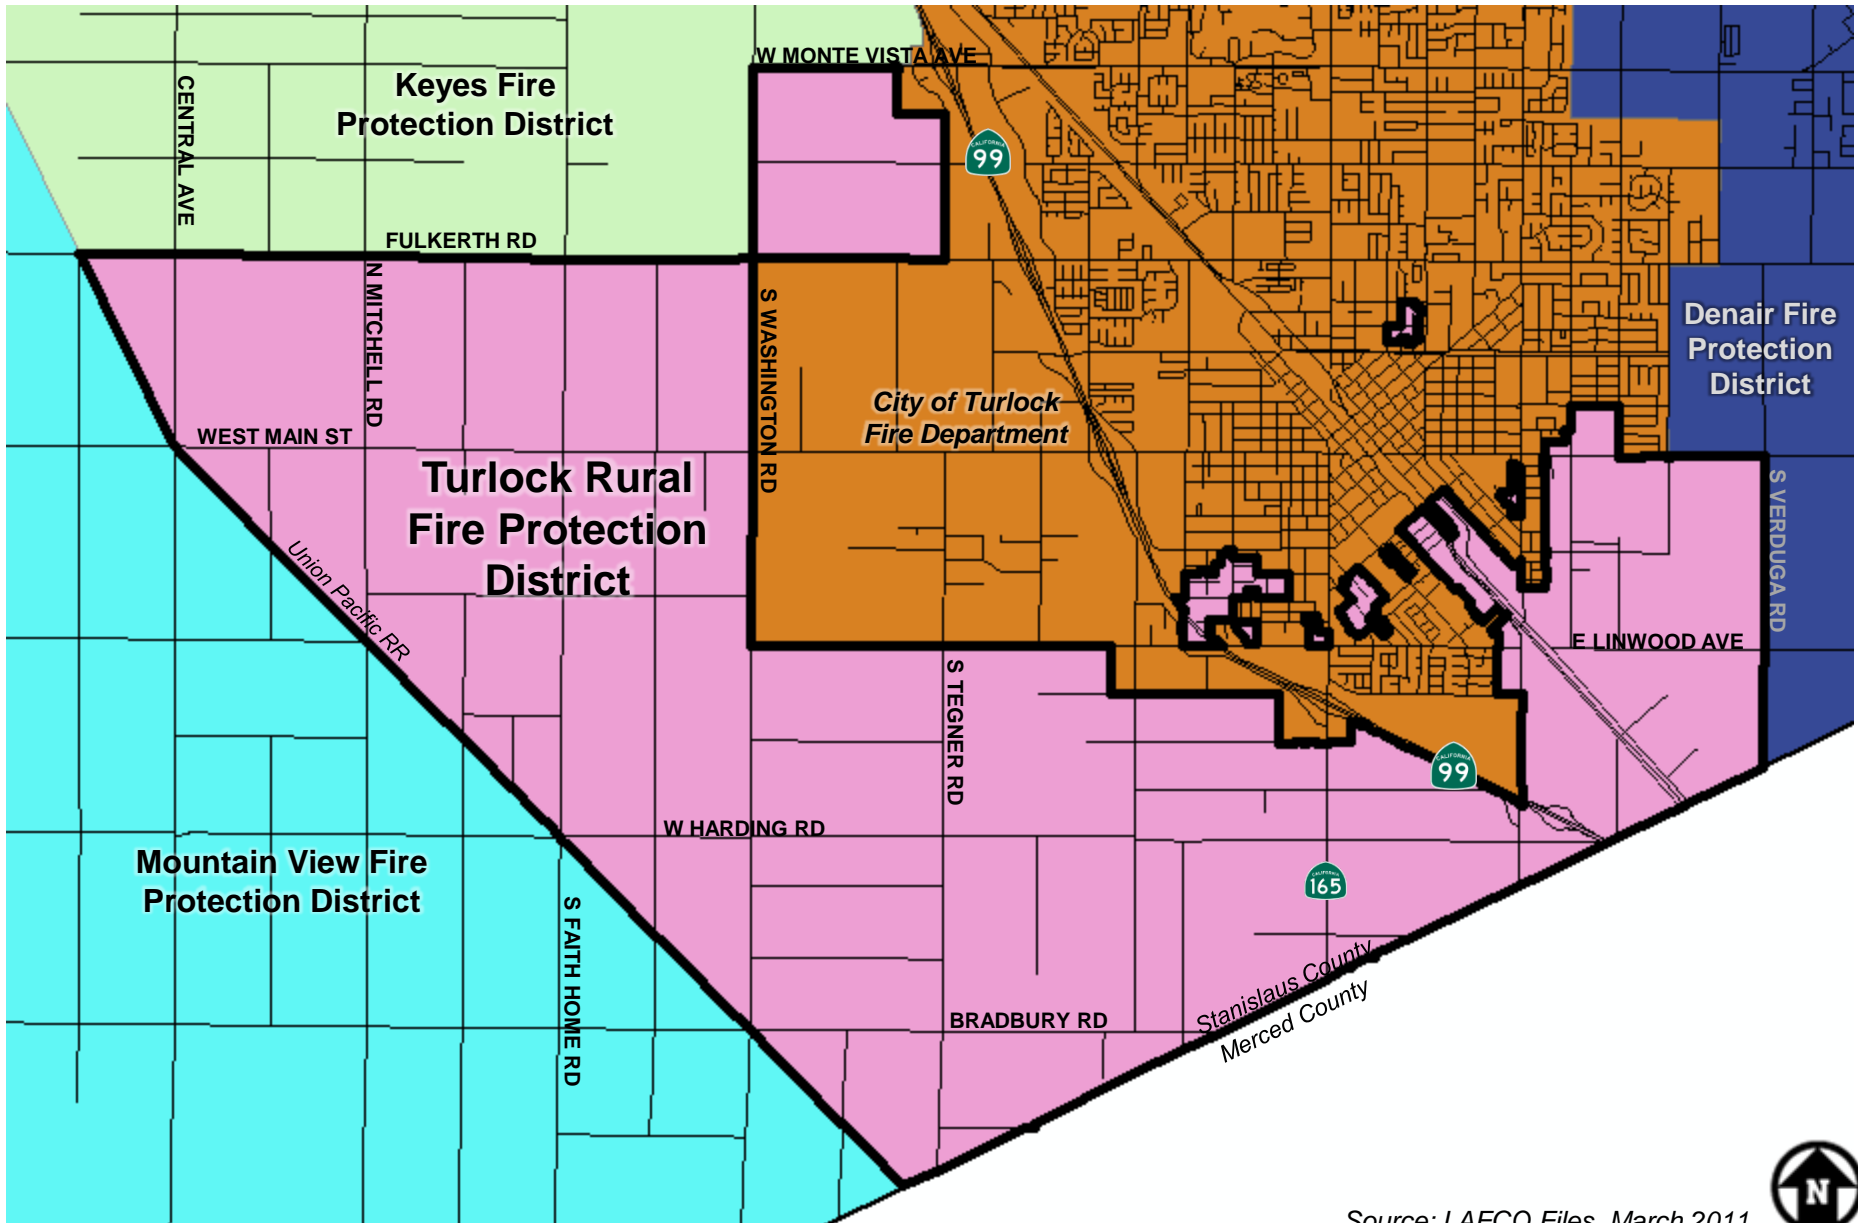 W MONTE VISTA AVE
Keyes Fire
Protection District
CENTRAL AVE
CALIFORNIA
99
FULKERTH RD
N MITCHELL RD
S WASHINGTON RD
Denair Fire
Protection
District
City of Turlock
Fire Department
WEST MAIN ST
Turlock Rural
Fire Protection
District
S VERDUGA RD
Union Pacific RR
E LINWOOD AVE
S TEGNER RD
CALIFORNIA
99
W HARDING RD
Mountain View Fire
Protection District
CALIFORNIA
165
S FAITH HOME RD
Stanislaus County
Merced County
BRADBURY RD
N
Source: LAFCO Files, March 2011